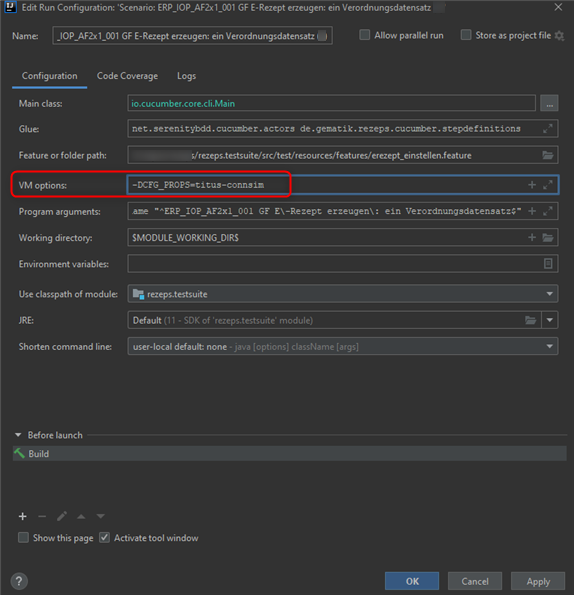 Edit Run Configuration: 'Scenario: ERP_IOP_AF2x1_001 GF E-Rezept erzeugen: ein Verordnungsdatensatz
Name: _IOP_AF2x1_001 GF E-Rezept erzeugen: ein Verordnungsdatensatz Allow parallel run Store as project file
Configuration Code Coverage Logs
Main class: io.cucumber.core.cli.Main ...
Glue: net.serenitybdd.cucumber.actors de.gematik.rezeps.cucumber.stepdefinitions
Feature or folder path: s/rezeps.testsuite/src/test/resources/features/erezept_einstellen.feature
VM options: -DCFG_PROPS=titus-connsim
Program arguments: ame "^ERP_IOP_AF2x1_001 GF E\-Rezept erzeugen\: ein Verordnungsdatensatz$"
Working directory: $MODULE_WORKING_DIR$
Environment variables:
Use classpath of module: rezeps.testsuite
JRE: Default (11 - SDK of 'rezeps.testsuite' module)
Shorten command line: user-local default: none - java [options] className [args]
Before launch
Build
Show this page Activate tool window
? OK Cancel Apply